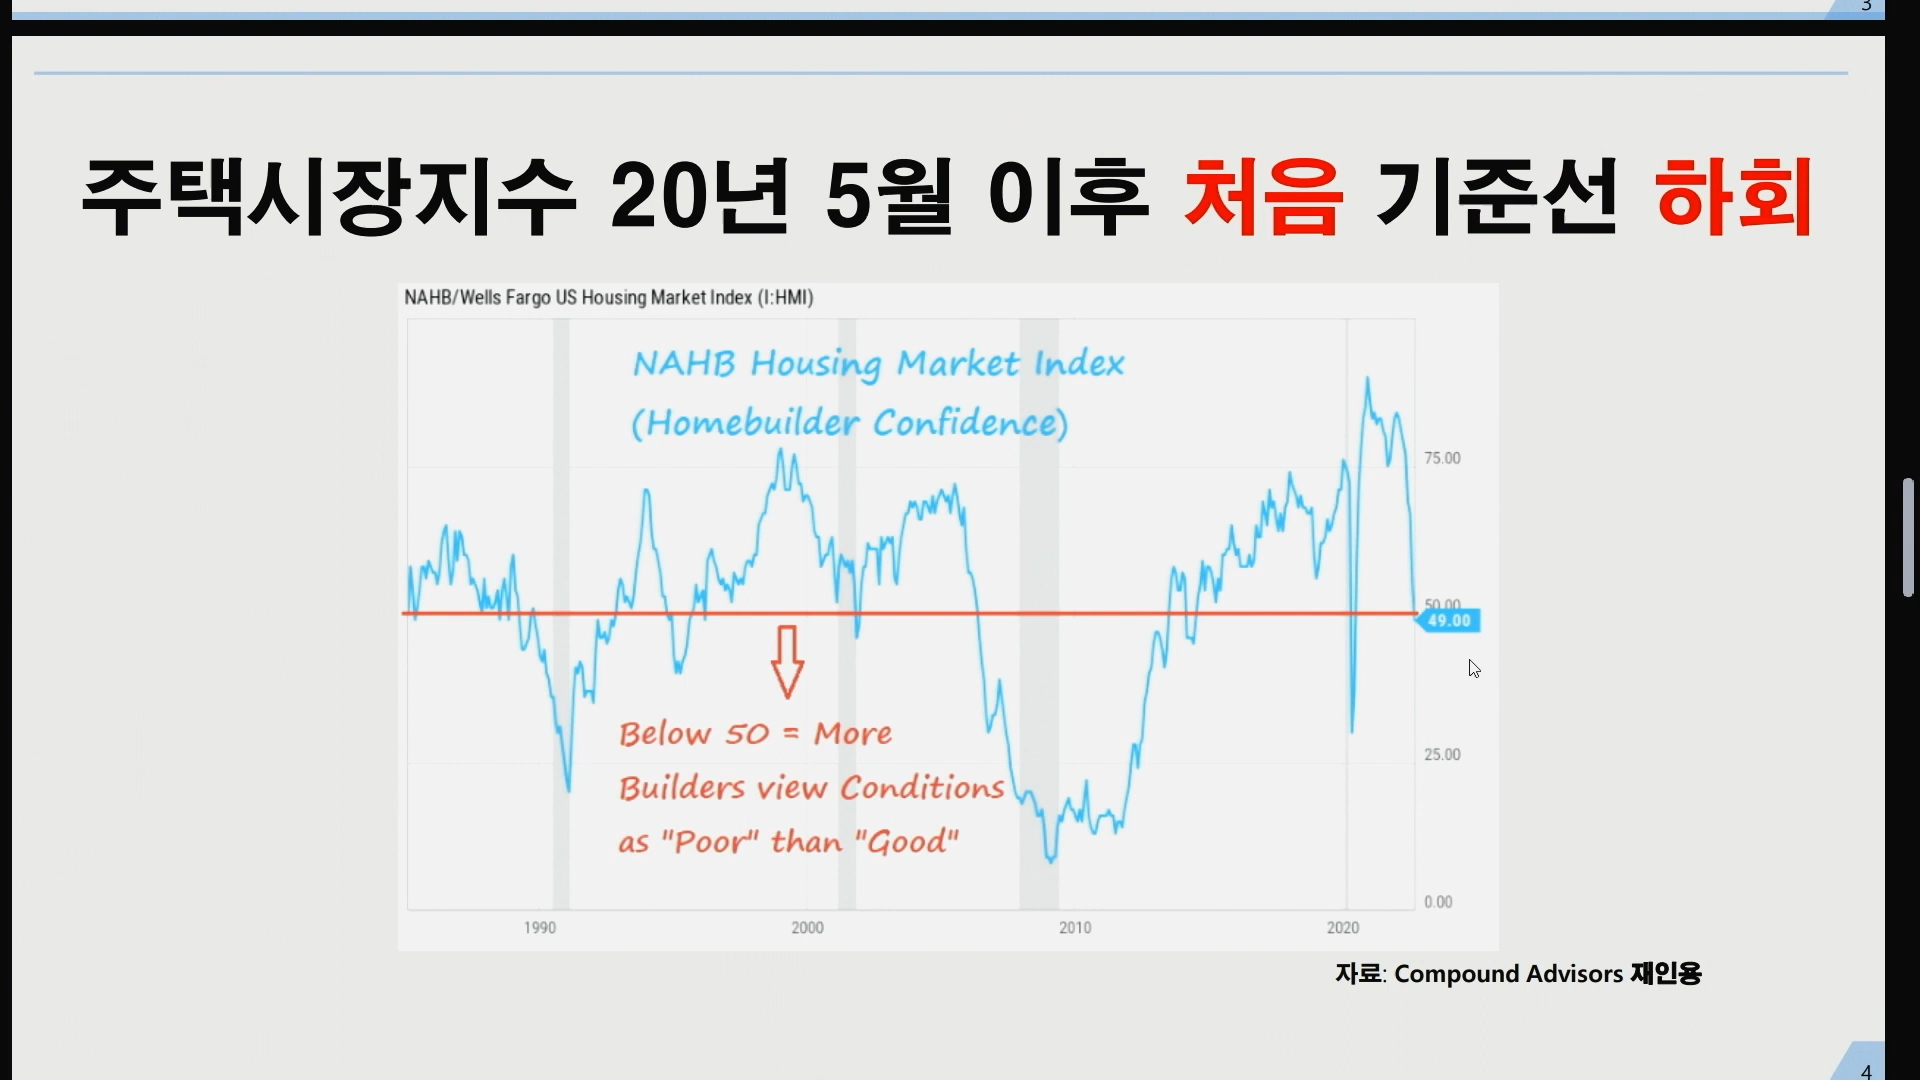 3
주택시장지수 20년 5월 이후 처음 기준선 하회
NAHB/Wells Fargo US Housing Market Index (I:HMI)
NAHB Housing Market Index
(Homebuilder Confidence)
75.00
50.00
49.00
Below 50 = More
Builders view Conditions
as "Poor" than "Good"
25.00
0.00
1990 2000 2010 2020
자료: Compound Advisors 재인용
4